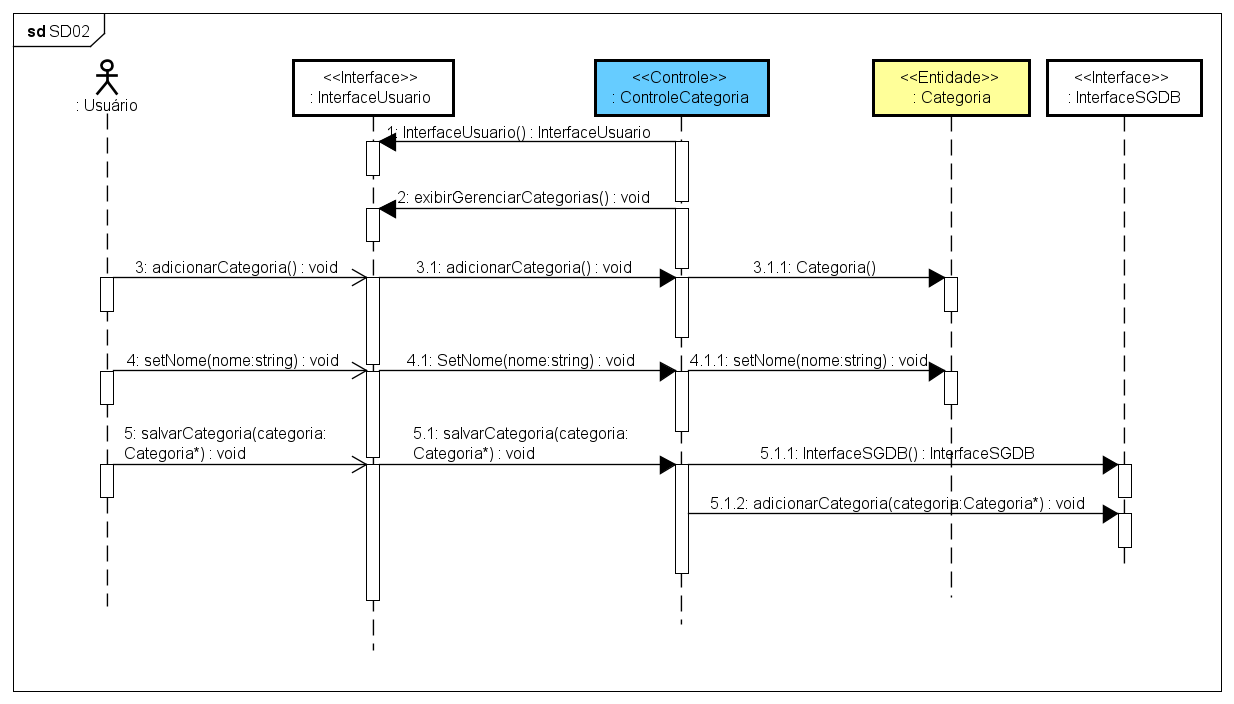 sd SD02
: Usuário
<<Interface>>
: InterfaceUsuario
<<Controle>>
: ControleCategoria
<<Entidade>>
: Categoria
<<Interface>>
: InterfaceSGDB
1: InterfaceUsuario() : InterfaceUsuario
2: exibirGerenciarCategorias() : void
3: adicionarCategoria() : void
3.1: adicionarCategoria() : void
3.1.1: Categoria()
4: setNome(nome:string) : void
4.1: SetNome(nome:string) : void
4.1.1: setNome(nome:string) : void
5: salvarCategoria(categoria:
Categoria*) : void
5.1: salvarCategoria(categoria:
Categoria*) : void
5.1.1: InterfaceSGDB() : InterfaceSGDB
5.1.2: adicionarCategoria(categoria:Categoria*) : void